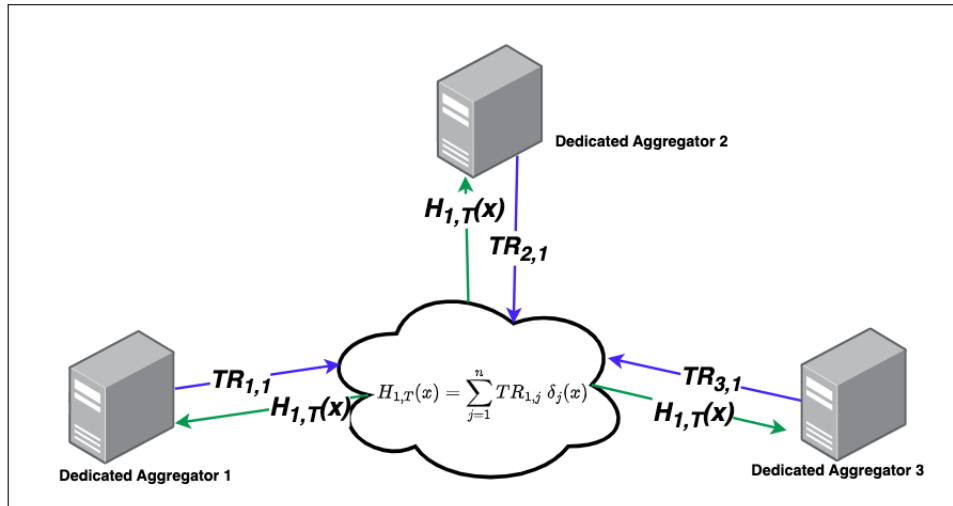 Dedicated Aggregator 2
H₁,T(x)
TR₂,₁
TR₁,₁
H₁,T(x)
H₁,T(x) = ∑ⁿⱼ₌₁ TR₁,ⱼ δⱼ(x)
TR₃,₁
H₁,T(x)
Dedicated Aggregator 1
Dedicated Aggregator 3